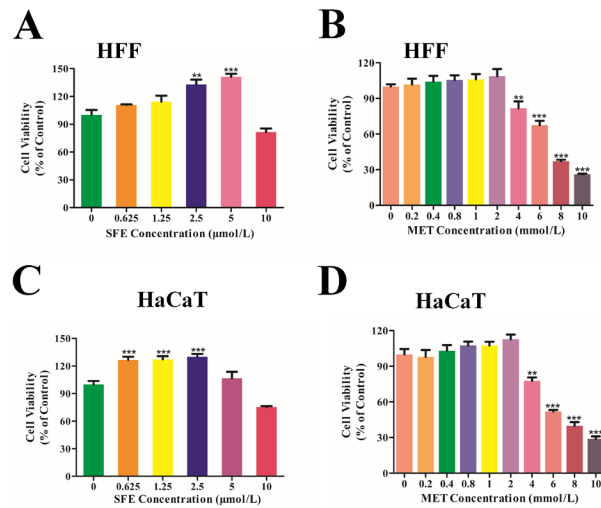 A
HFF
Cell Viability
(% of Control)
150
120
90
60
30
0
**
***
0 0.625 1.25 2.5 5 10
SFE Concentration (μmol/L)
B
HFF
Cell Viability
(% of Control)
120
90
60
30
0
**
***
***
***
0 0.2 0.4 0.8 1 2 4 6 8 10
MET Concentration (mmol/L)
C
HaCaT
Cell Viability
(% of Control)
150
120
90
60
30
0
***
***
***
0 0.625 1.25 2.5 5 10
SFE Concentration (μmol/L)
D
HaCaT
Cell Viability
(% of Control)
120
90
60
30
0
**
***
***
***
0 0.2 0.4 0.8 1 2 4 6 8 10
MET Concentration (mmol/L)